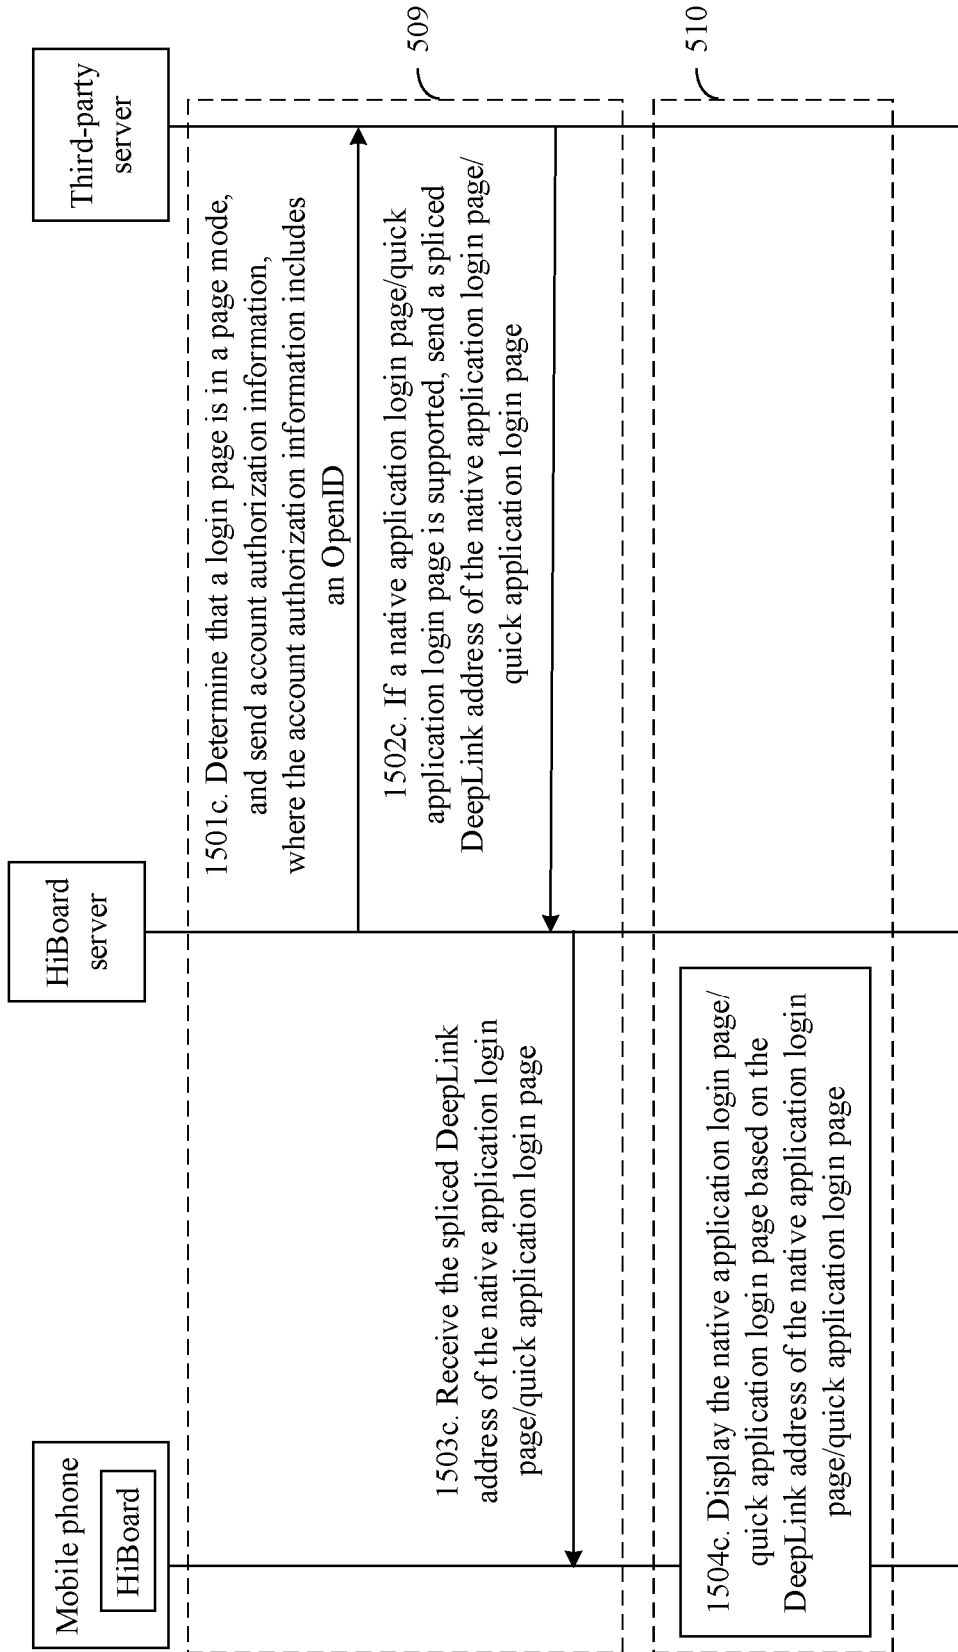 Mobile phone
HiBoard
HiBoard
server
Third-party
server
1501c. Determine that a login page is in a page mode,
and send account authorization information,
where the account authorization information includes
an OpenID
1502c. If a native application login page/quick
application login page is supported, send a spliced
DeepLink address of the native application login page/
quick application login page
1503c. Receive the spliced DeepLink
address of the native application login
page/quick application login page
509
1504c. Display the native application login page/
quick application login page based on the
DeepLink address of the native application login
page/quick application login page
510